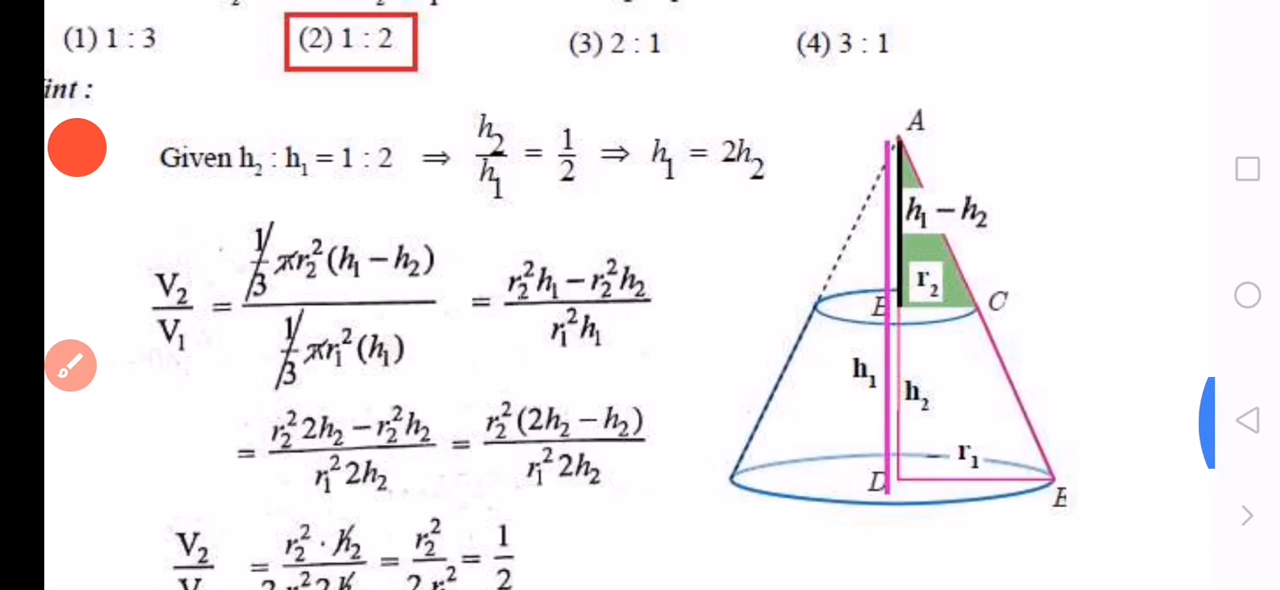 (1) 1 : 3 (2) 1 : 2 (3) 2 : 1 (4) 3 : 1
int :
Given h₂ : h₁ = 1 : 2 ⇒ h₂/h₁ = 1/2 ⇒ h₁ = 2h₂
V₂/V₁ = 1/3 πr₂²(h₁ – h₂) / 1/3 πr₁²(h₁) = r₂²h₁ – r₂²h₂ / r₁²h₁
= r₂²2h₂ – r₂²h₂ / r₁²2h₂ = r₂²(2h₂ – h₂) / r₁²2h₂
V₂/V = r₂² · h₂ / = r₂² / 2 = 1/2
A
h₁ – h₂
r₂
C
h₁
h₂
r₁
D
E